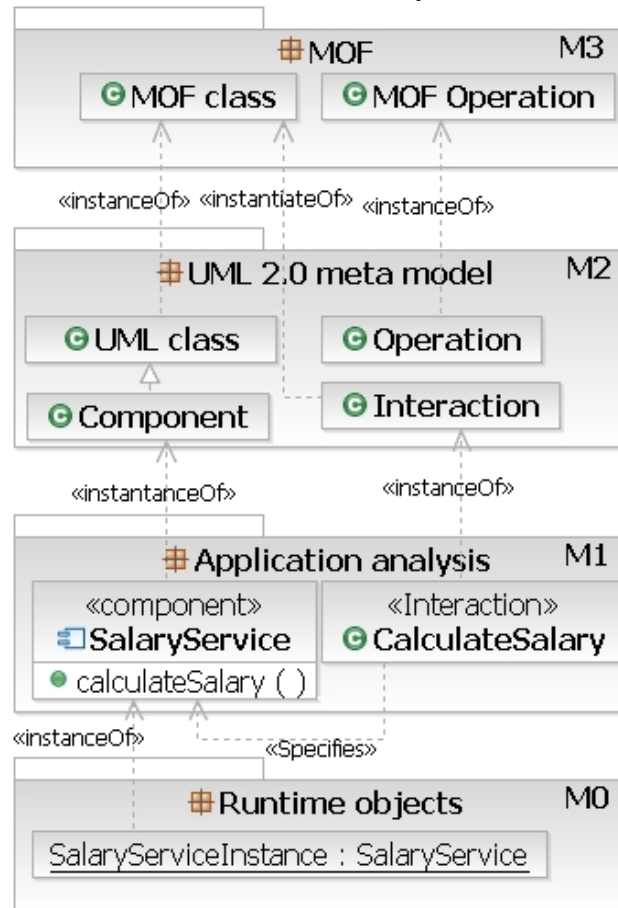 MOF M3
MOF class MOF Operation
«instanceOf» «instantiateOf» «instanceOf»
UML 2.0 meta model M2
UML class Operation
Component Interaction
«instantanceOf» «instanceOf»
Application analysis M1
«component» «Interaction»
SalaryService CalculateSalary
calculateSalary ( )
«instanceOf» «Specifies»
Runtime objects M0
SalaryServiceInstance : SalaryService